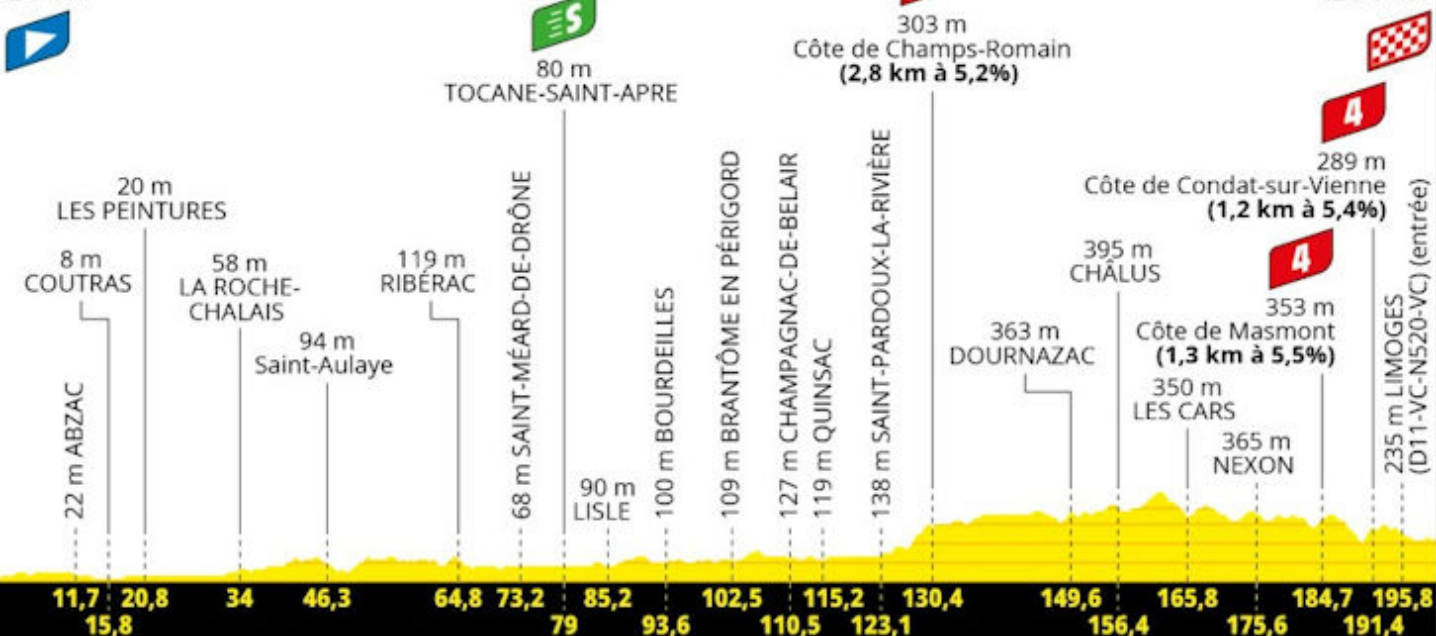 S
303 m
Côte de Champs-Romain
(2,8 km à 5,2%)
80 m
TOCANE-SAINT-APRE
4
289 m
Côte de Condat-sur-Vienne
(1,2 km à 5,4%)
20 m
LES PEINTURES
8 m
COUTRAS
58 m
LA ROCHE-
CHALAIS
94 m
Saint-Aulaye
119 m
RIBÉRAC
22 m ABZAC
68 m SAINT-MÉARD-DE-DRÔNE
90 m
LISLE
100 m BOURDEILLES
109 m BRANTÔME EN PÉRIGORD
127 m CHAMPAGNAC-DE-BELAIR
119 m QUINSAC
138 m SAINT-PARDOUX-LA-RIVIÈRE
363 m
DOURNAZAC
395 m
CHÂLUS
4
353 m
Côte de Masmont
(1,3 km à 5,5%)
350 m
LES CARS
365 m
NEXON
235 m LIMOGES
(D11-VC-N520-VC) (entrée)
11,7 20,8 34 46,3 64,8 73,2 85,2 102,5 115,2 130,4 149,6 165,8 184,7 195,8
15,8 79 93,6 110,5 123,1 156,4 175,6 191,4